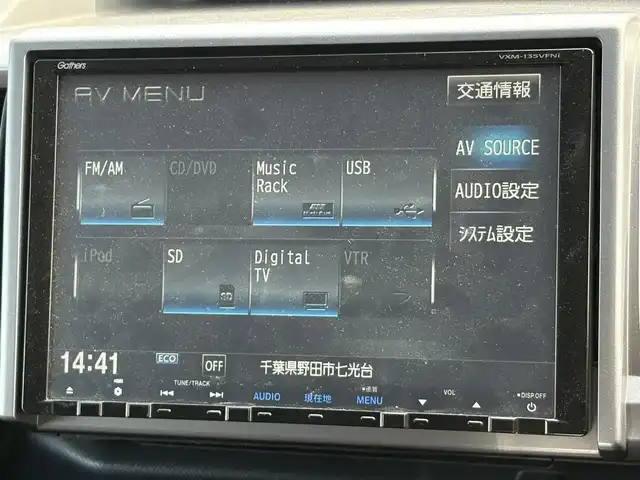 Gathers
VXM-135VFNi
AV MENU
交通情報
FM/AM
CD/DVD
Music Rack
USB
AV SOURCE
AUDIO設定
システム設定
iPod
SD
SD
Digital TV
VTR
14:41
ECO
OFF
千葉県野田市七光台
TUNE/TRACK
AUDIO
現在地
MENU
VOL
DISP.OFF